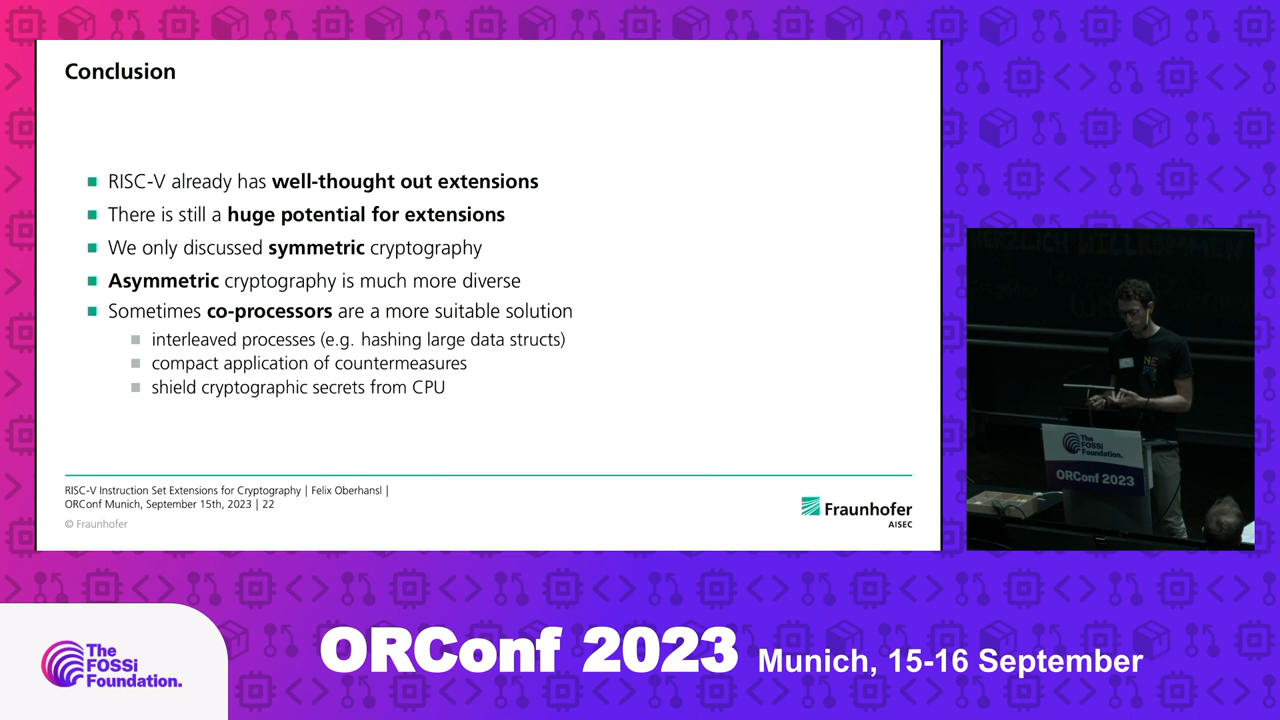 Conclusion
RISC-V already has well-thought out extensions
There is still a huge potential for extensions
We only discussed symmetric cryptography
Asymmetric cryptography is much more diverse
Sometimes co-processors are a more suitable solution
interleaved processes (e.g. hashing large data structs)
compact application of countermeasures
shield cryptographic secrets from CPU
RISC-V Instruction Set Extensions for Cryptography | Felix Oberhansl |
ORConf Munich, September 15th, 2023 | 22
© Fraunhofer
Fraunhofer
AISEC
HERZLICH WILLKOMMEN
The
FOSSi
Foundation.
ORConf 2023
The
FOSSi
Foundation.
ORConf 2023 Munich, 15-16 September